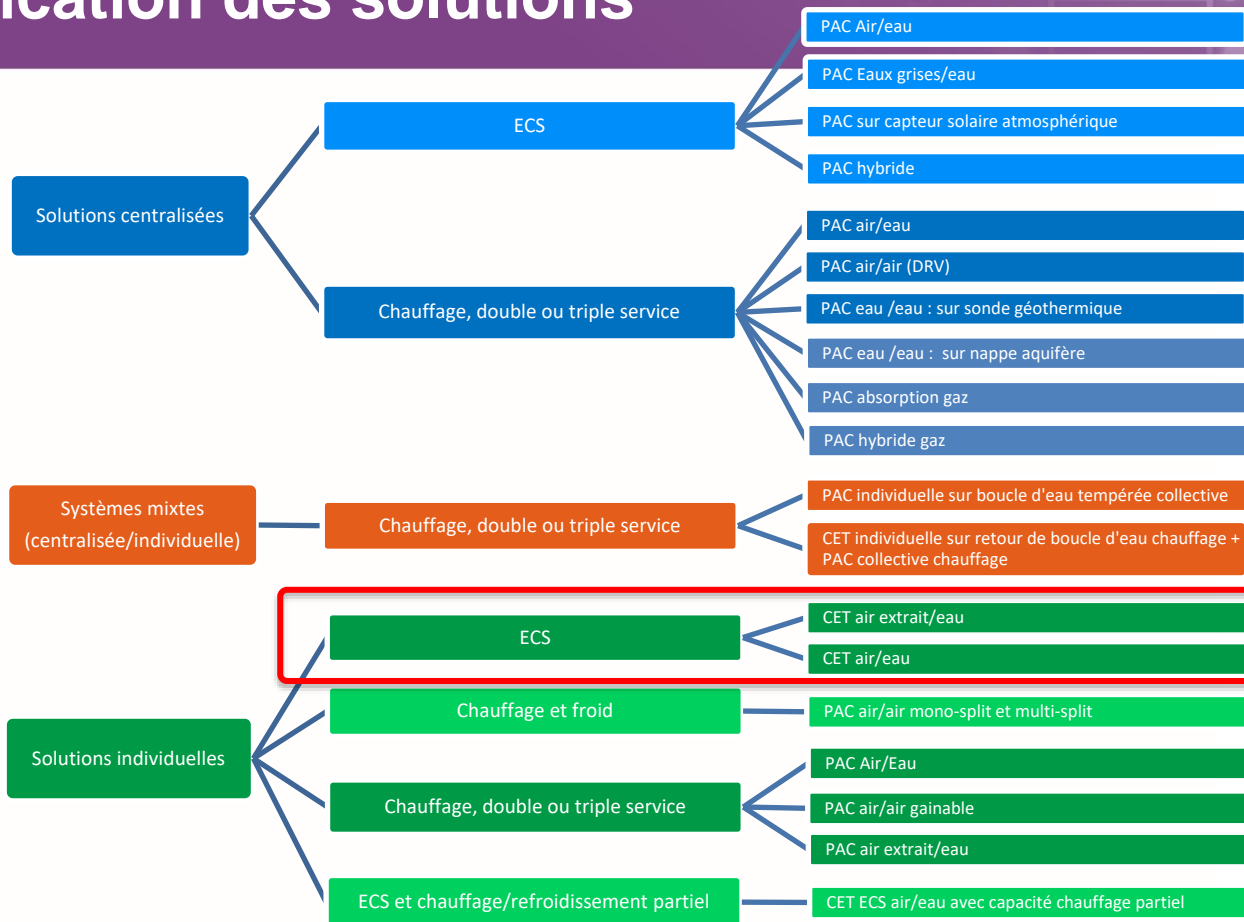 ication des solutions
PAC Air/eau
PAC Eaux grises/eau
ECS
PAC sur capteur solaire atmosphérique
PAC hybride
Solutions centralisées
PAC air/eau
PAC air/air (DRV)
Chauffage, double ou triple service
PAC eau /eau : sur sonde géothermique
PAC eau /eau :  sur nappe aquifère
PAC absorption gaz
PAC hybride gaz
Systèmes mixtes
(centralisée/individuelle)
Chauffage, double ou triple service
PAC individuelle sur boucle d'eau tempérée collective
CET individuelle sur retour de boucle d'eau chauffage +
PAC collective chauffage
ECS
CET air extrait/eau
CET air/eau
Chauffage et froid
PAC air/air mono-split et multi-split
Solutions individuelles
PAC Air/Eau
Chauffage, double ou triple service
PAC air/air gainable
PAC air extrait/eau
ECS et chauffage/refroidissement partiel
CET ECS air/eau avec capacité chauffage partiel